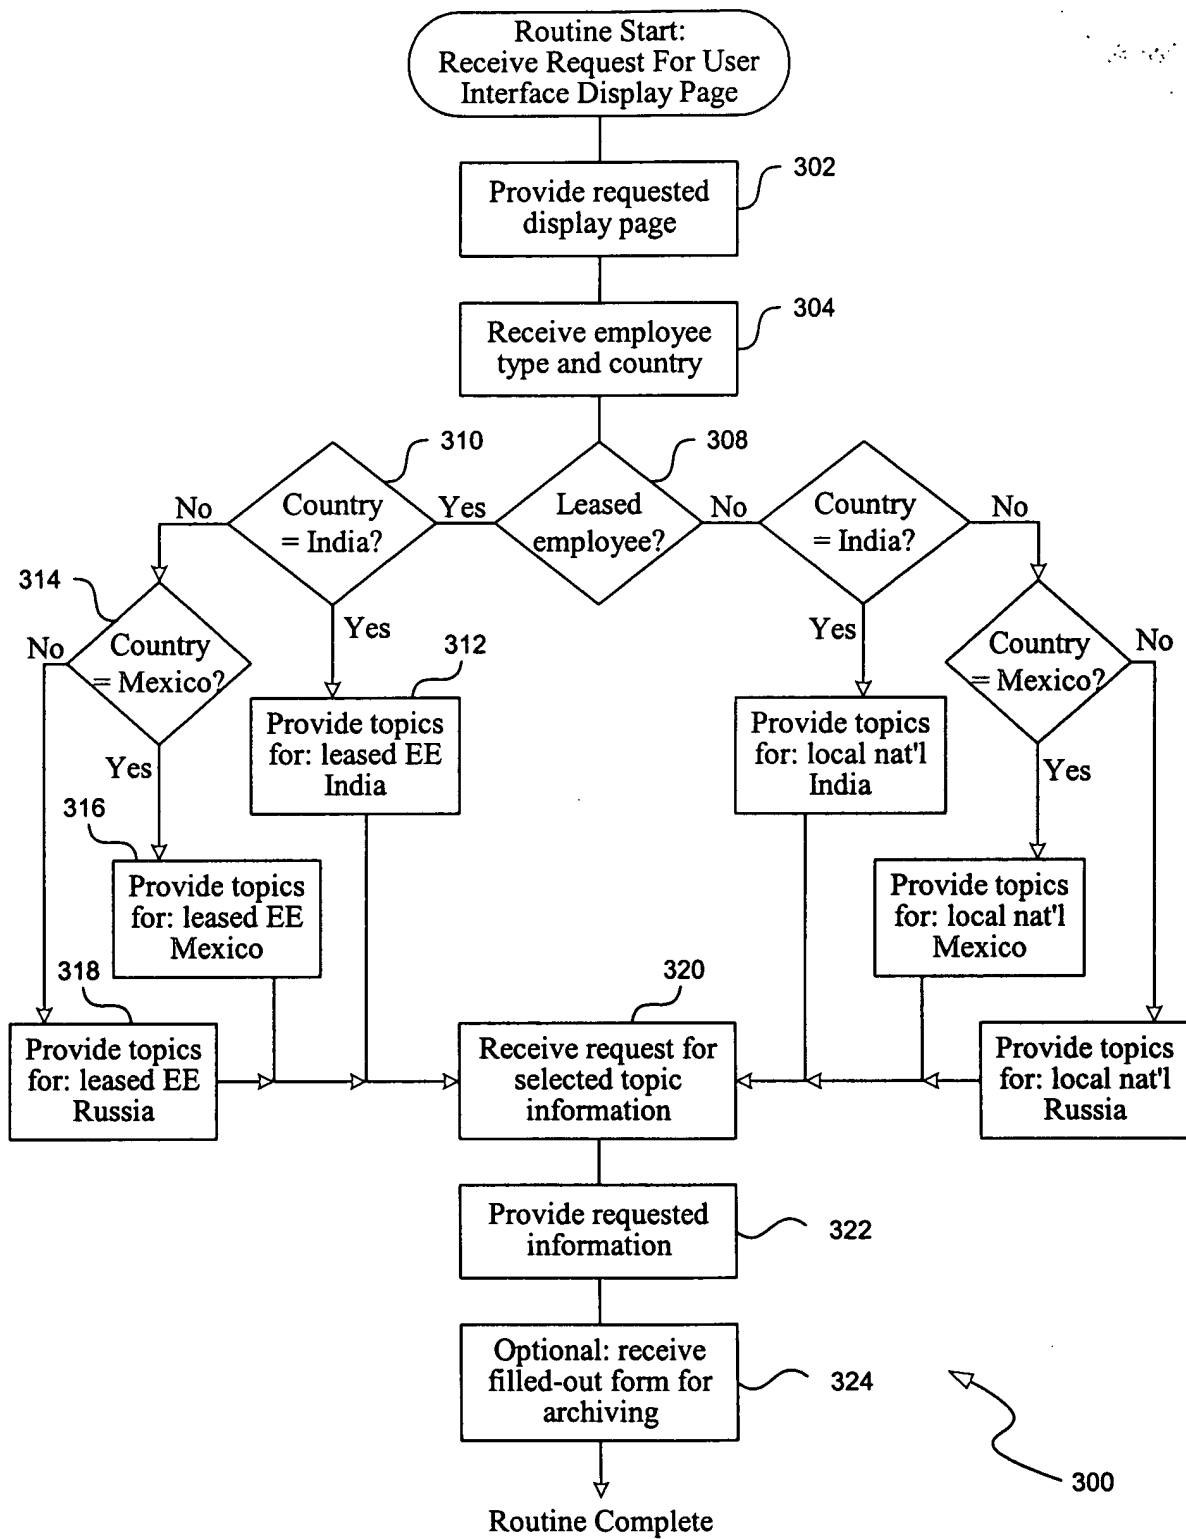 Routine Start:
Receive Request For User
Interface Display Page
302
Provide requested
display page
304
Receive employee
type and country
310
308
No
Country
= India?
Yes
Leased
employee?
No
Country
= India?
No
314
No
Country
= Mexico?
Yes
312
Yes
Country
= Mexico?
No
Provide topics
for: leased EE
India
Provide topics
for: local nat'l
India
Yes
Yes
316
Provide topics
for: leased EE
Mexico
Provide topics
for: local nat'l
Mexico
318
320
Provide topics
for: leased EE
Russia
Receive request for
selected topic
information
Provide topics
for: local nat'l
Russia
Provide requested
information
322
Optional: receive
filled-out form for
archiving
324
300
Routine Complete